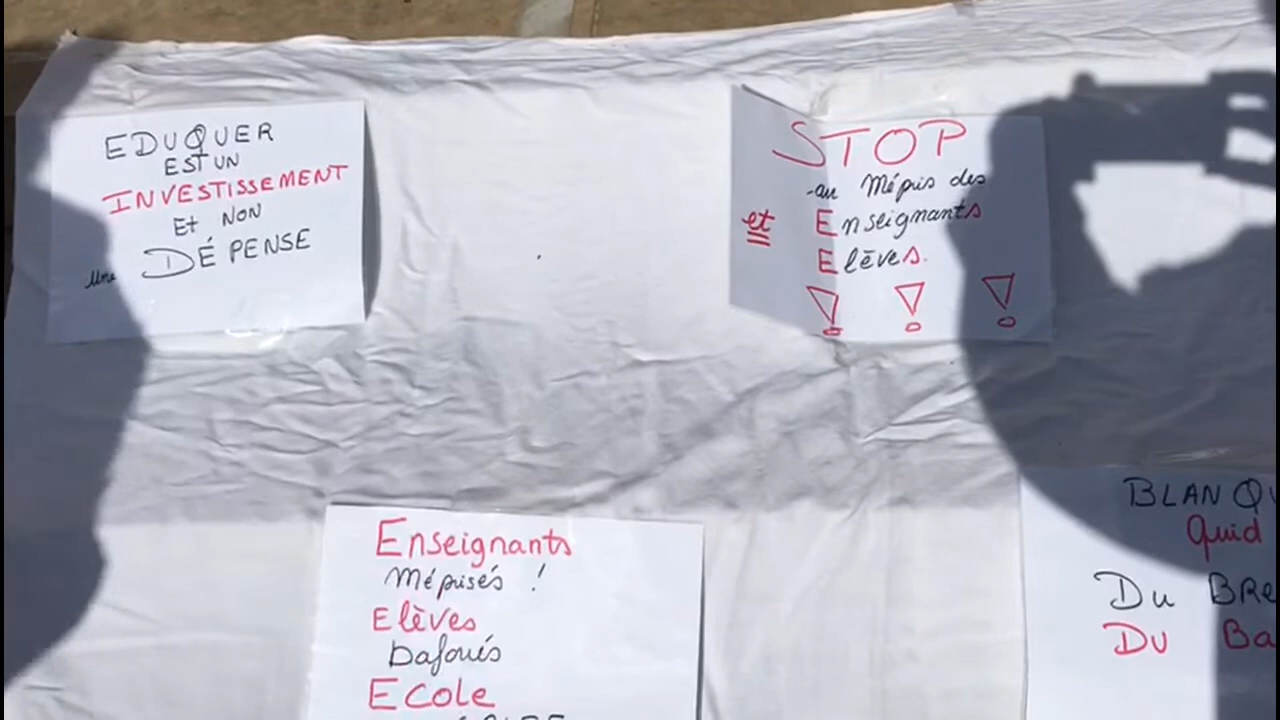 EDUQUER
EST UN
INVESTISSEMENT
Et NON
une DÉPENSE
STOP
-au Mépris des
et Enseignants
Elèves.
! ! !
Enseignants
Méprisés !
Elèves
Bafoués
ECole
Quid
Du
Du